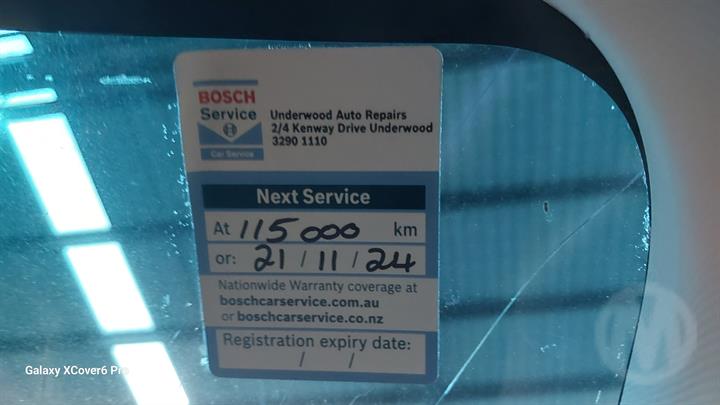 BOSCH
Service
Car Service
Underwood Auto Repairs
2/4 Kenway Drive Underwood
3290 1110
Next Service
At 115 000 km
or: 21 / 11 / 24
Nationwide Warranty coverage at
boschcarservice.com.au
or boschcarservice.co.nz
Registration expiry date:
/ /
Galaxy XCover6 Pro
M